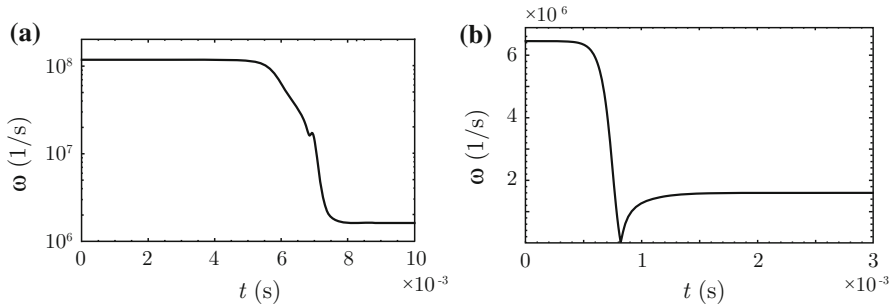 (a)
10^8
10^7
10^6
ω (1/s)
0 2 4 6 8 10
×10^-3
t (s)
(b)
×10^6
6
4
2
ω (1/s)
0 1 2 3
×10^-3
t (s)